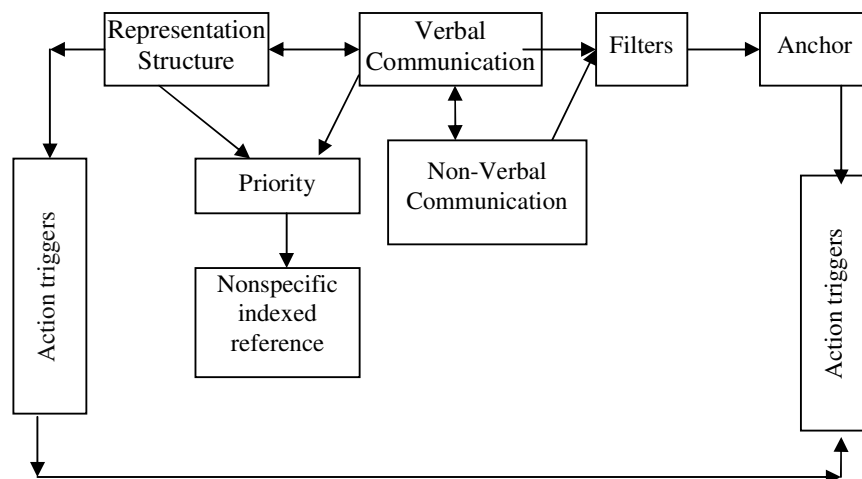 Representation
Structure
Verbal
Communication
Filters
Anchor
Priority
Non-Verbal
Communication
Nonspecific
indexed
reference
Action triggers
Action triggers